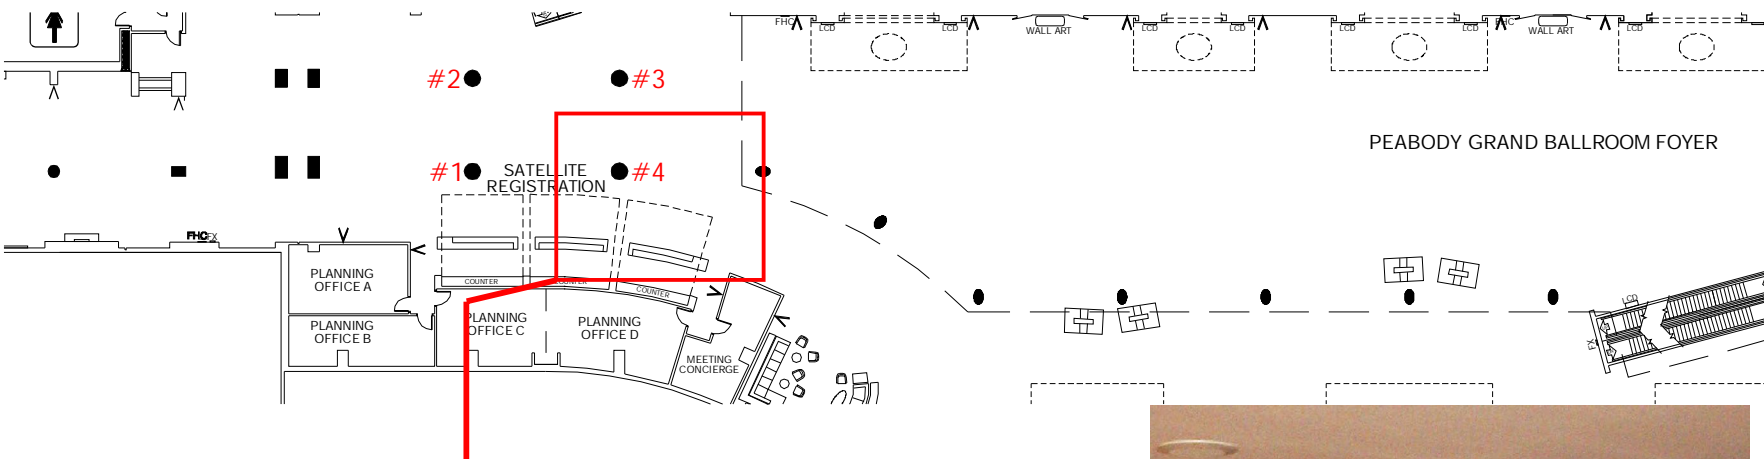 FHC
LCD
LCD
WALL ART
LCD
LCD
LCD
FHC
LCD
WALL ART
LCD
#2
#3
PEABODY GRAND BALLROOM FOYER
#1
SATELLITE
REGISTRATION
#4
FHC
FX
PLANNING
OFFICE A
COUNTER
COUNTER
COUNTER
PLANNING
OFFICE B
PLANNING
OFFICE C
PLANNING
OFFICE D
MEETING
CONCIERGE
LCD
FX